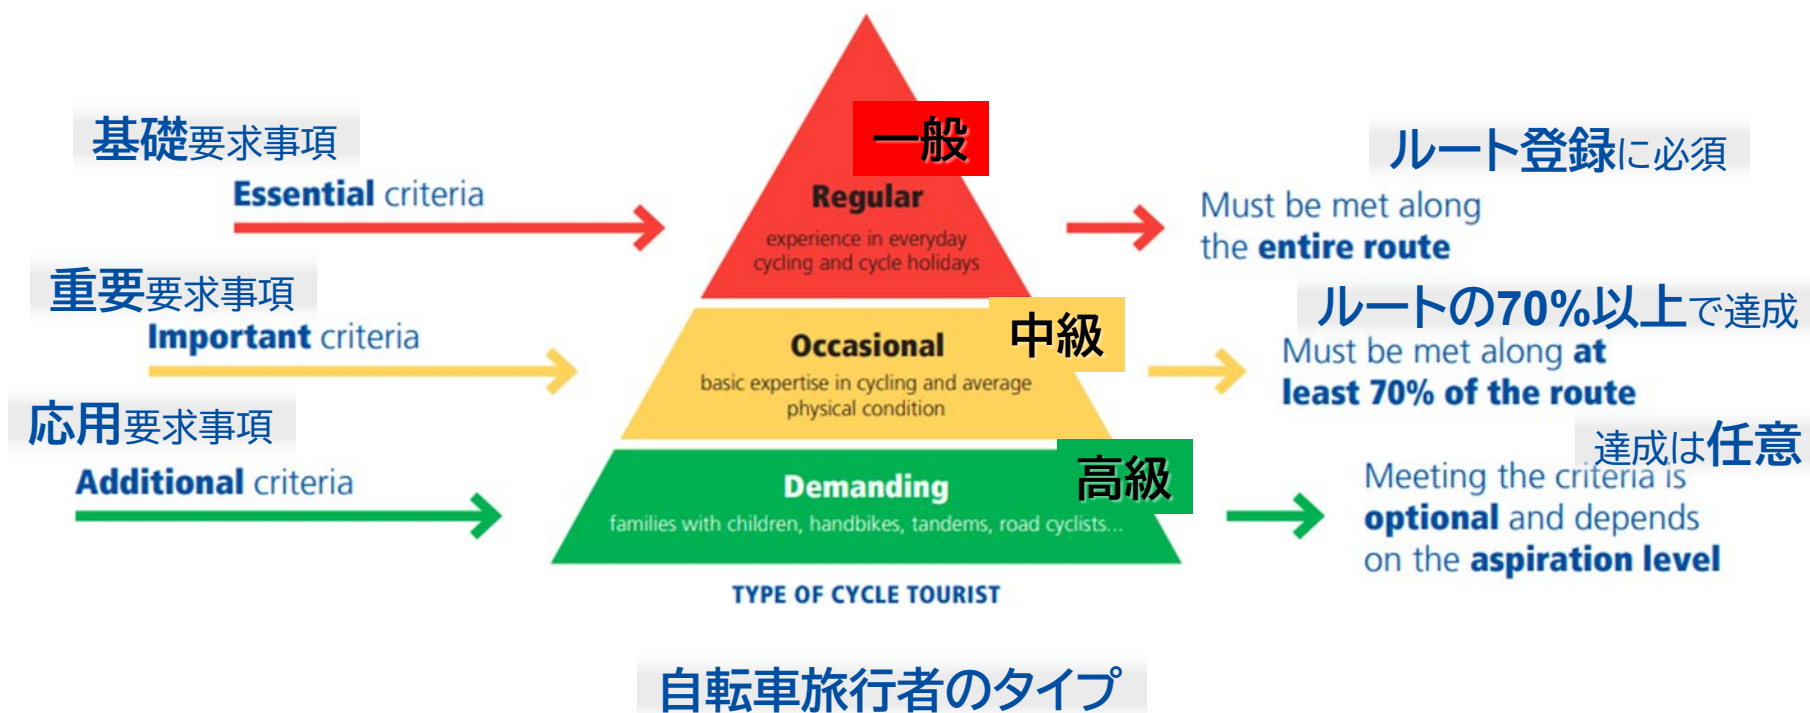 基礎要求事項
Essential criteria
一般
Regular
experience in everyday
cycling and cycle holidays
ルート登録に必須
Must be met along
the entire route
重要要求事項
Important criteria
中級
Occasional
basic expertise in cycling and average
physical condition
ルートの70%以上で達成
Must be met along at
least 70% of the route
応用要求事項
Additional criteria
高級
Demanding
families with children, handbikes, tandems, road cyclists...
達成は任意
Meeting the criteria is
optional and depends
on the aspiration level
TYPE OF CYCLE TOURIST
自転車旅行者のタイプ